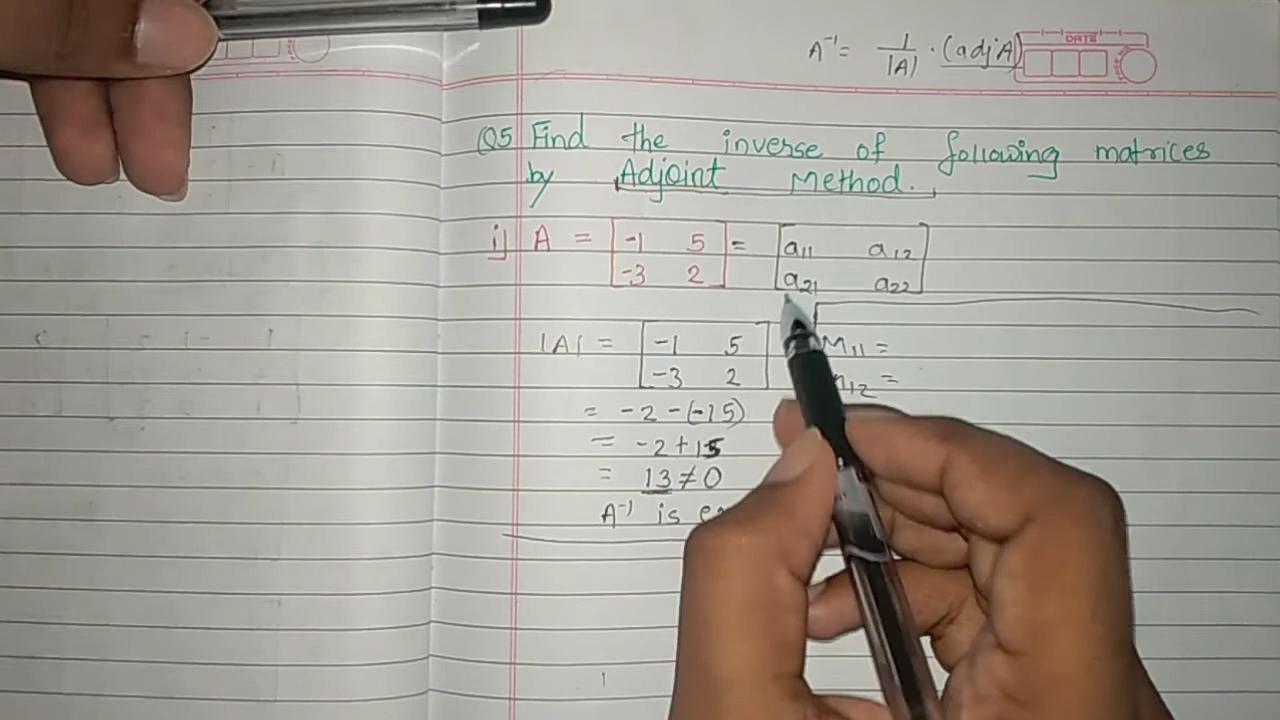 DATE
A⁻¹ = 1/|A| · (adj A)
Q5 Find the inverse of following matrices
by Adjoint Method.
i) A = [-1 5 = [a11 a12
-3 2] a21 a22]
|A| = -1 5 M11 =
-3 2 12 =
= -2-(-15)
= -2+15
= 13 ≠ 0
A⁻¹ is